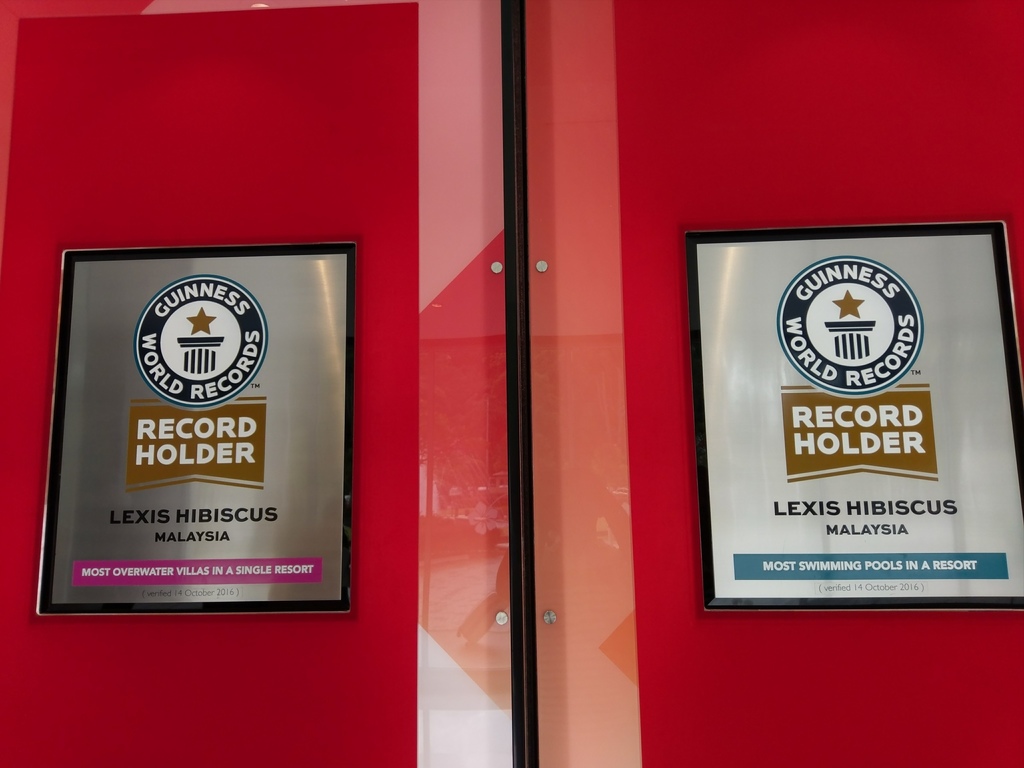 GUINNESS
WORLD RECORDS
TM
RECORD
HOLDER
LEXIS HIBISCUS
MALAYSIA
MOST OVERWATER VILLAS IN A SINGLE RESORT
( verified 14 October 2016 )
GUINNESS
WORLD RECORDS
TM
RECORD
HOLDER
LEXIS HIBISCUS
MALAYSIA
MOST SWIMMING POOLS IN A RESORT
( verified 14 October 2016 )